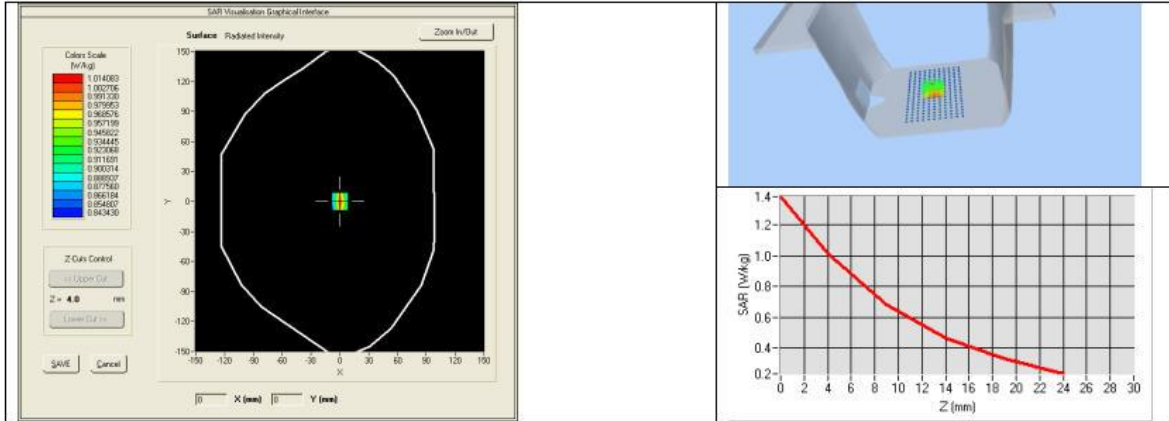 SAR Visualisation Graphical Interface
Surface Radiated Intensity
Zoom In/Out
Colors Scale
(W/kg)
1.014083
1.002706
0.991330
0.979953
0.968576
0.957199
0.945822
0.934445
0.923068
0.911691
0.900314
0.888937
0.877560
0.866184
0.854807
0.843430
150
120
90
60
30
0
-30
-60
-90
-120
-150
Y
-150 -120 -90 -60 -30 0 30 60 90 120 150
X
Z-Cuts Control
<< Upper Cut
Z = 4.0 mm
Lower Cut >>
SAVE Cancel
0 X (mm) 0 Y (mm)
1.4
1.2
1.0
0.8
0.6
0.4
0.2
SAR (W/kg)
0 2 4 6 8 10 12 14 16 18 20 22 24 26 28 30
Z (mm)